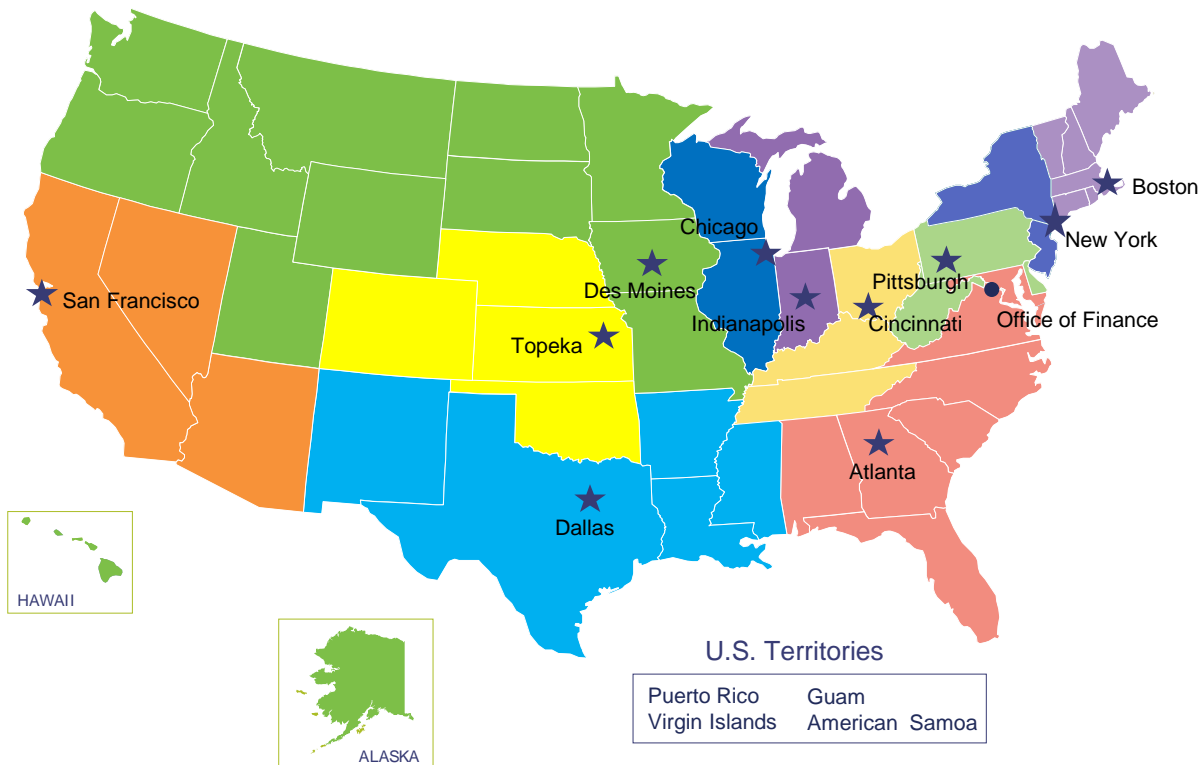 Boston
Chicago
New York
Pittsburgh
Des Moines
San Francisco
Indianapolis
Cincinnati
Office of Finance
Topeka
Atlanta
Dallas
HAWAII
U.S. Territories
Puerto Rico Guam
Virgin Islands American Samoa
ALASKA